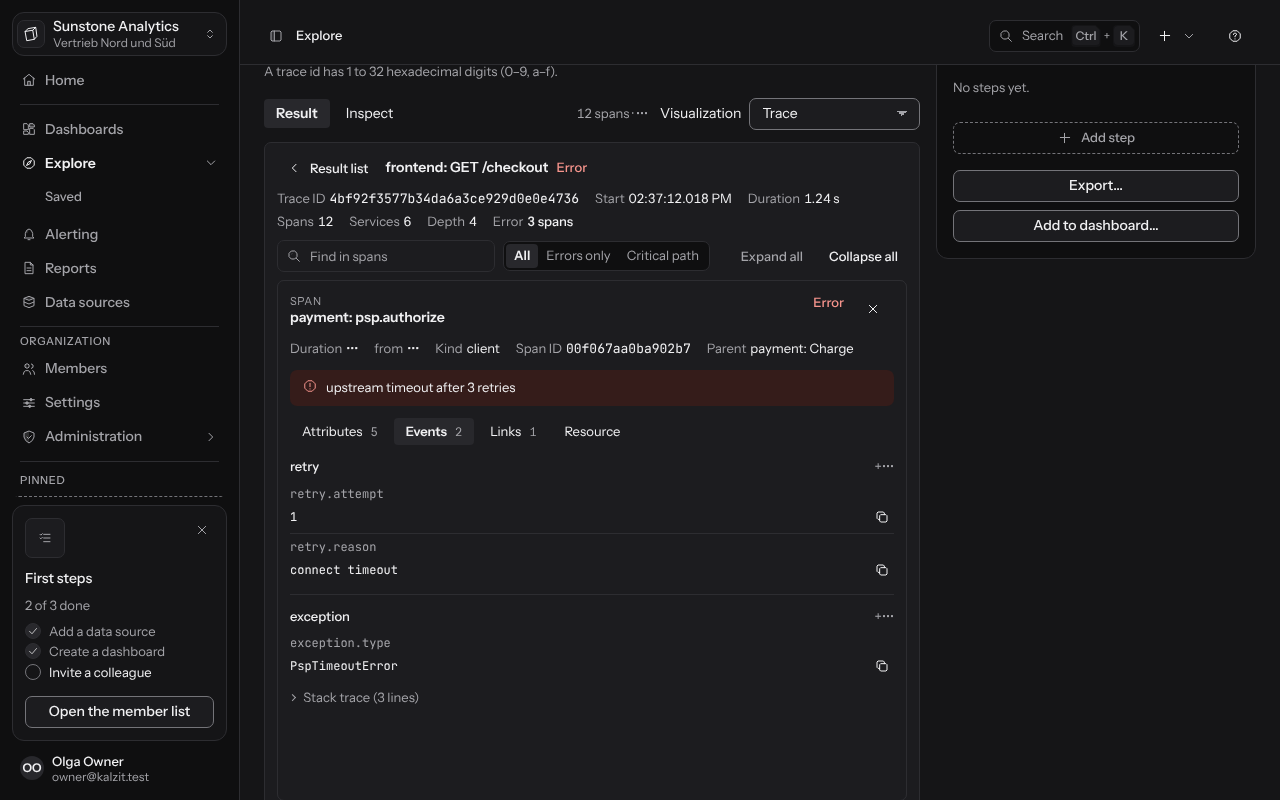 Sunstone Analytics
Vertrieb Nord und Süd
Home
Dashboards
Explore
Saved
Alerting
Reports
Data sources
ORGANIZATION
Members
Settings
Administration
PINNED
First steps
2 of 3 done
Add a data source
Create a dashboard
Invite a colleague
Open the member list
OO
Olga Owner
owner@kalzit.test
Explore
Search Ctrl + K
A trace id has 1 to 32 hexadecimal digits (0–9, a–f).
Result Inspect 12 spans · ··· Visualization Trace
Result list frontend: GET /checkout Error
Trace ID 4bf92f3577b34da6a3ce929d0e0e4736 Start 02:37:12.018 PM Duration 1.24 s
Spans 12 Services 6 Depth 4 Error 3 spans
Find in spans All Errors only Critical path Expand all Collapse all
SPAN
payment: psp.authorize Error
Duration ··· from ··· Kind client Span ID 00f067aa0ba902b7 Parent payment: Charge
upstream timeout after 3 retries
Attributes 5 Events 2 Links 1 Resource
retry +···
retry.attempt
1
retry.reason
connect timeout
exception +···
exception.type
PspTimeoutError
Stack trace (3 lines)
No steps yet.
Add step
Export…
Add to dashboard…